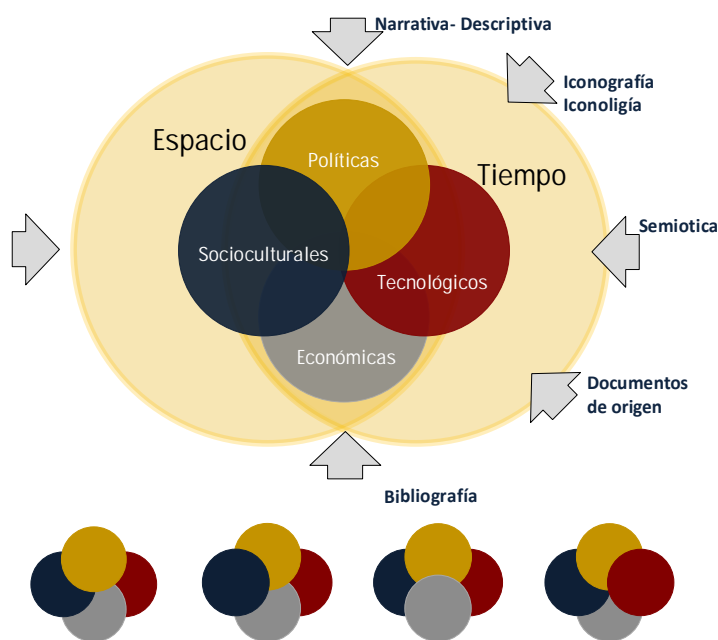 Narrativa- Descriptiva
Iconografía
Iconoligía
Espacio
Políticas
Tiempo
Semiotica
Socioculturales
Tecnológicos
Económicas
Documentos
de origen
Bibliografía